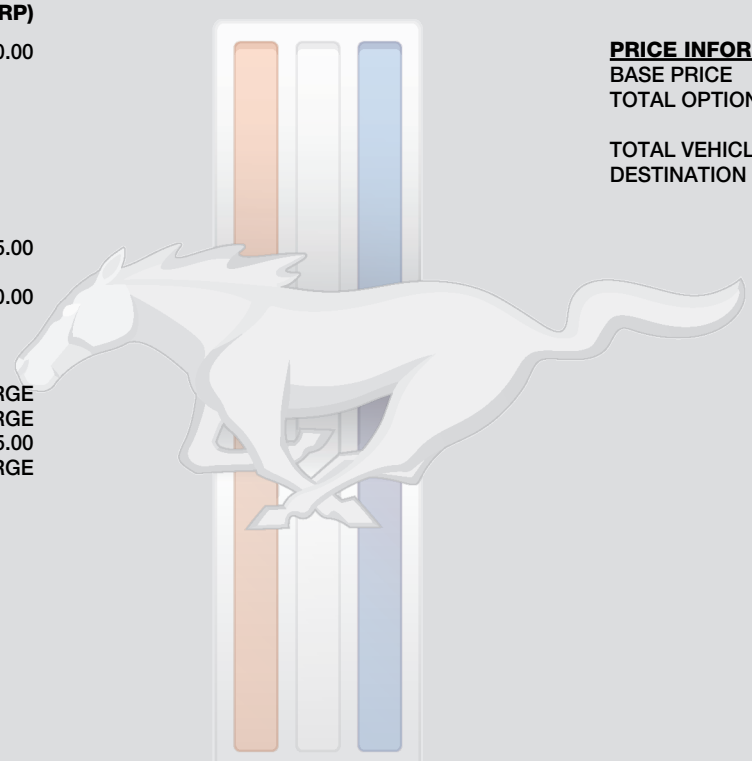 RP)
0.00
5.00
0.00
RGE
RGE
5.00
RGE
PRICE INFOR
BASE PRICE
TOTAL OPTION
TOTAL VEHICL
DESTINATION